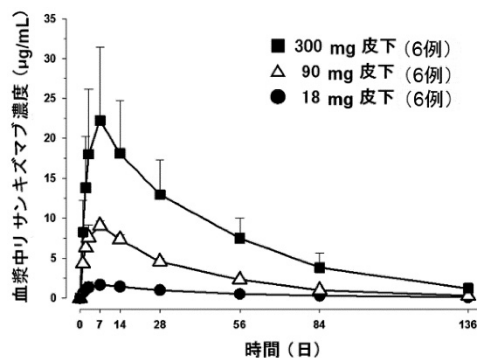 血漿中リサンキズマブ濃度 (μg/mL)
35
30
25
20
15
10
5
0
300 mg 皮下 (6例)
90 mg 皮下 (6例)
18 mg 皮下 (6例)
0 7 14 28 56 84 136
時間 (日)